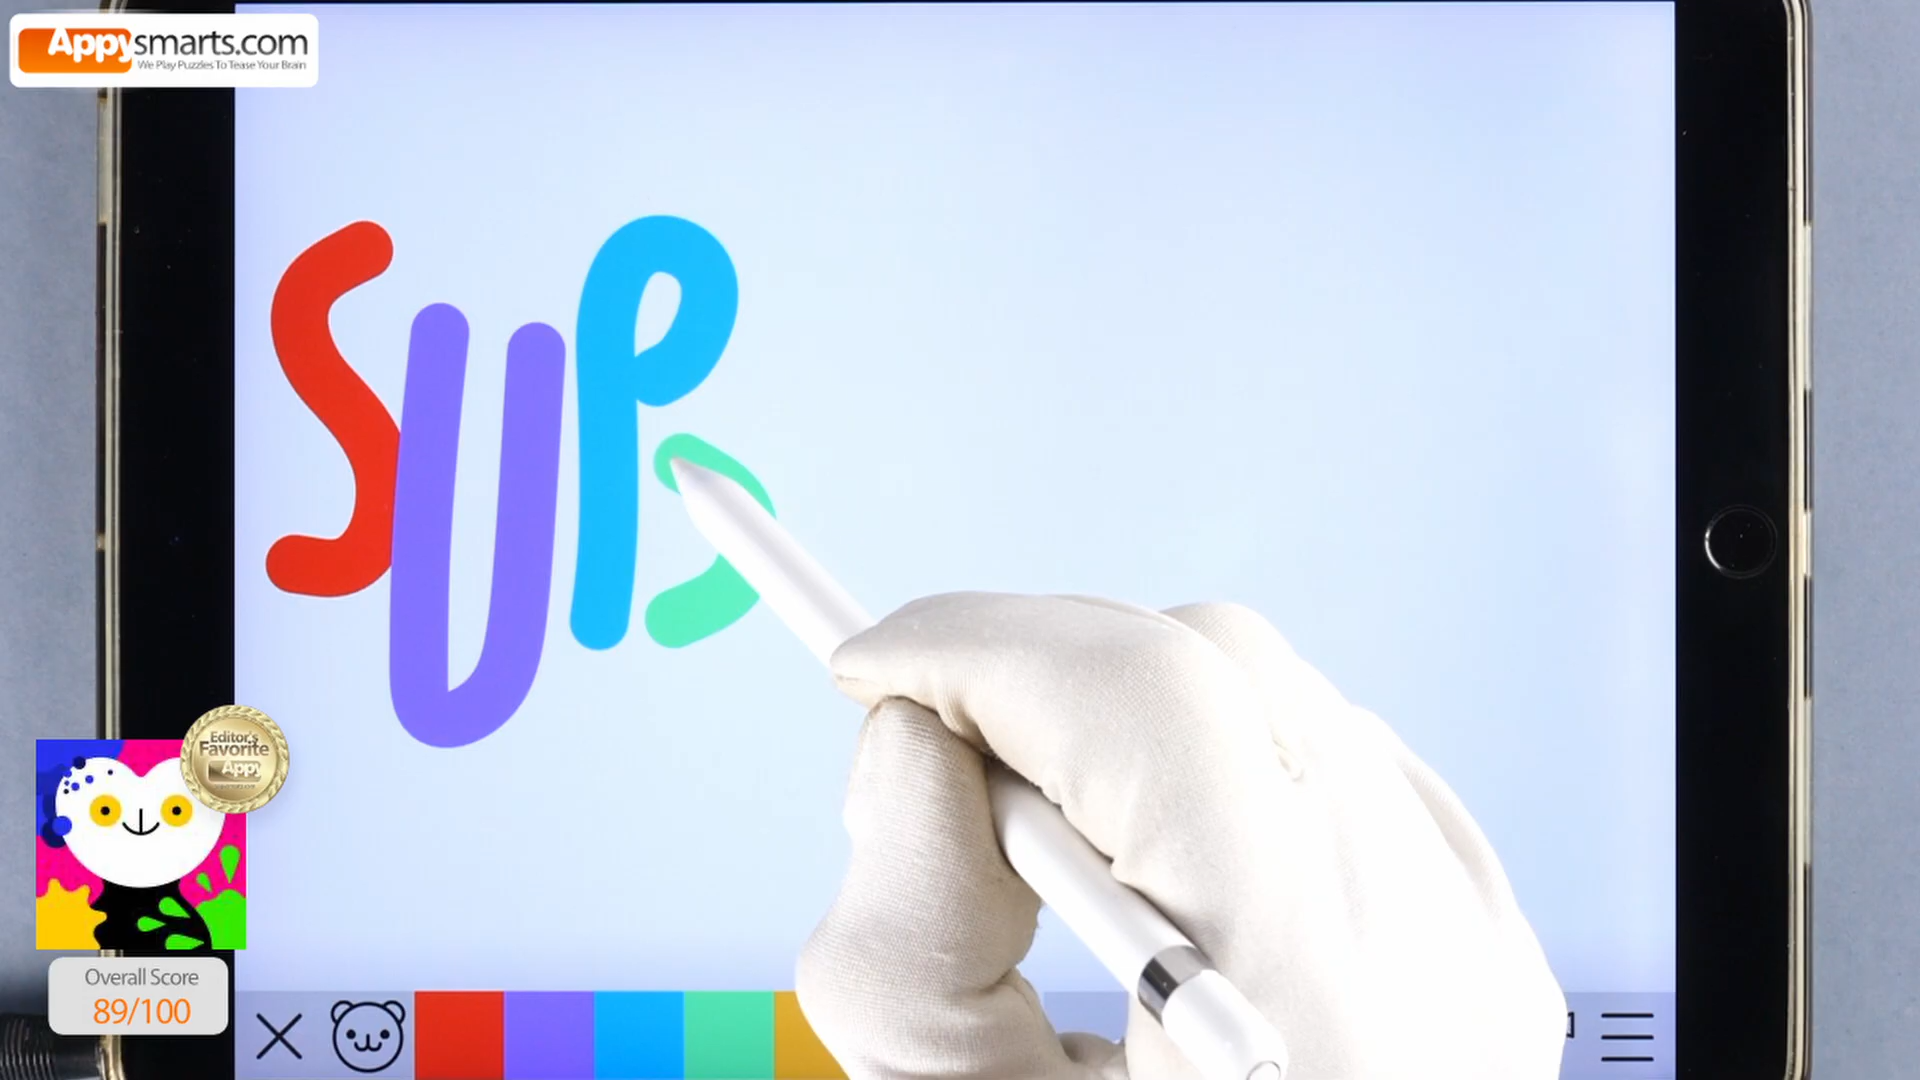 Appysmarts.com
We Play Puzzles To Tease Your Brain
SUP
Editor's
Favorite
Appy
Overall Score
89/100